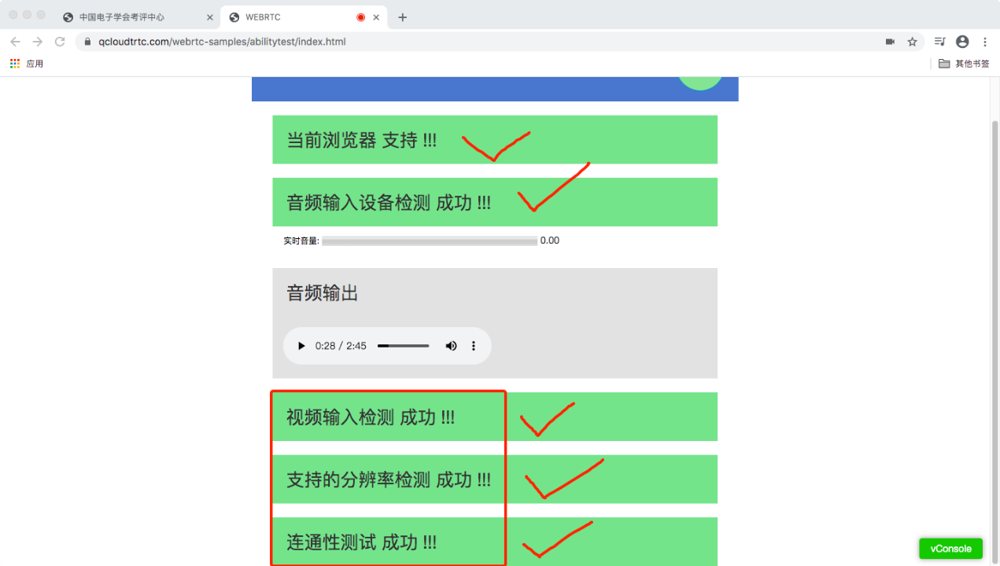 中国电子学会考评中心
WEBRTC
qcloudtrtc.com/webrtc-samples/abilitytest/index.html
应用
其他书签
当前浏览器 支持 !!!
音频输入设备检测 成功 !!!
实时音量: 0.00
音频输出
0:28 / 2:45
视频输入检测 成功 !!!
支持的分辨率检测 成功 !!!
连通性测试 成功 !!!
vConsole